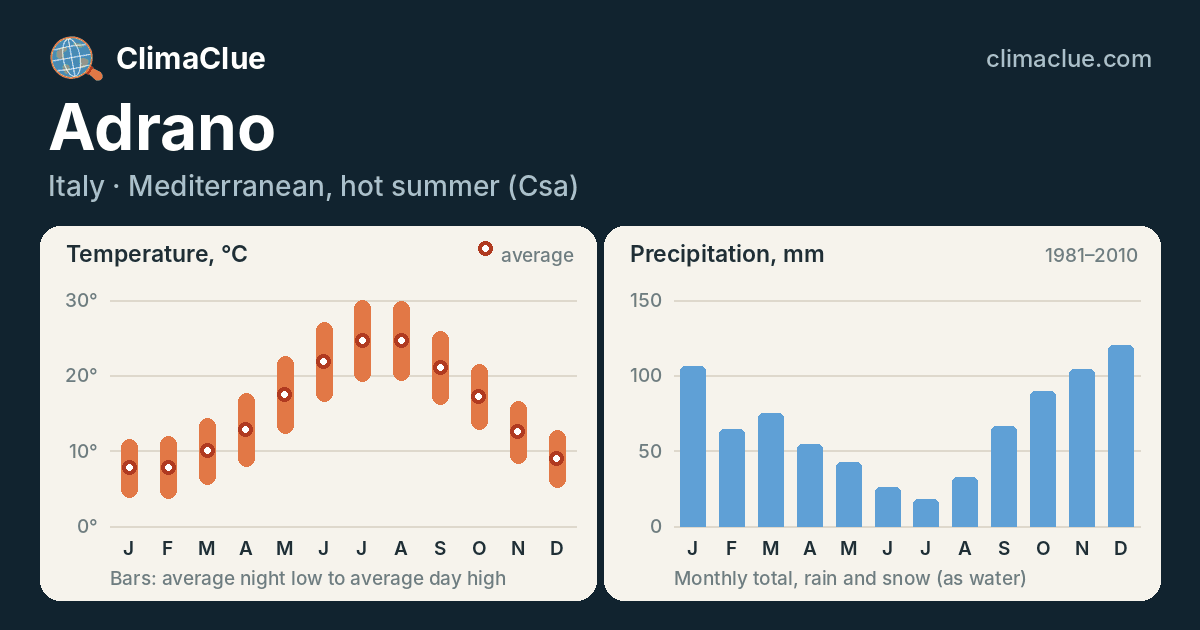 ClimaClue
climaclue.com
Adrano
Italy · Mediterranean, hot summer (Csa)
Temperature, °C
average
30°
20°
10°
0°
J F M A M J J A S O N D
Bars: average night low to average day high
Precipitation, mm
1981–2010
150
100
50
0
J F M A M J J A S O N D
Monthly total, rain and snow (as water)